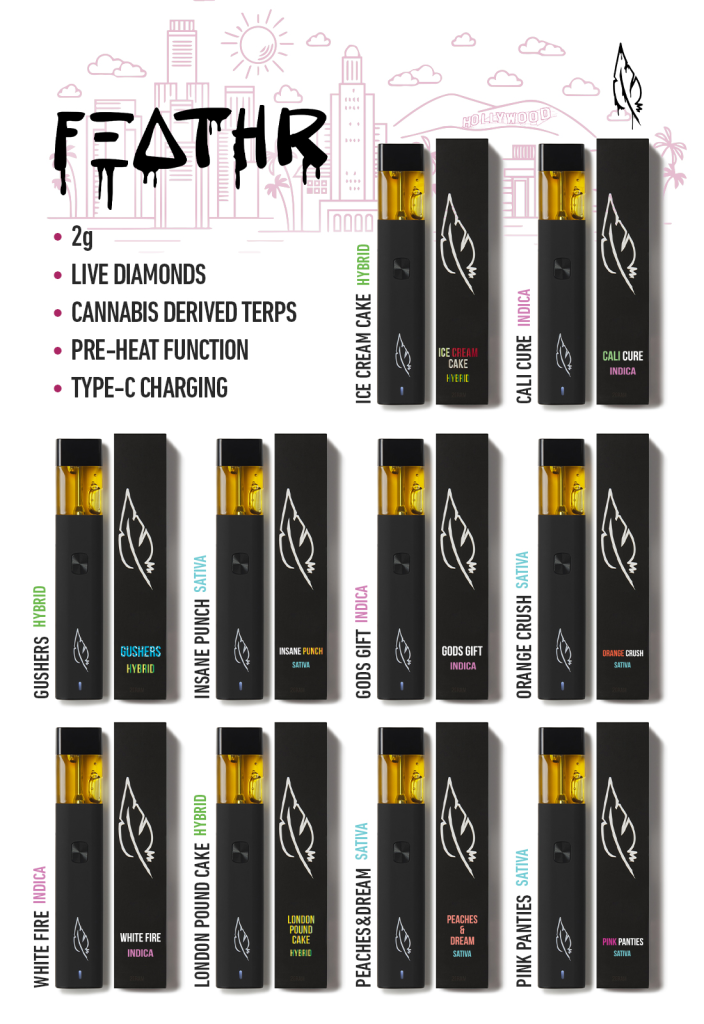 FEATHR
HOLLYWOOD
• 2g
• LIVE DIAMONDS
• CANNABIS DERIVED TERPS
• PRE-HEAT FUNCTION
• TYPE-C CHARGING
ICE CREAM CAKE HYBRID
ICE CREAM
CAKE
HYBRID
CALI CURE INDICA
CALI CURE
INDICA
GUSHERS HYBRID
GUSHERS
HYBRID
INSANE PUNCH SATIVA
INSANE PUNCH
SATIVA
GODS GIFT INDICA
GODS GIFT
INDICA
ORANGE CRUSH SATIVA
ORANGE CRUSH
SATIVA
WHITE FIRE INDICA
WHITE FIRE
INDICA
LONDON POUND CAKE HYBRID
LONDON
POUND
CAKE
HYBRID
PEACHES&DREAM SATIVA
PEACHES
&
DREAM
SATIVA
PINK PANTIES SATIVA
PINK PANTIES
SATIVA